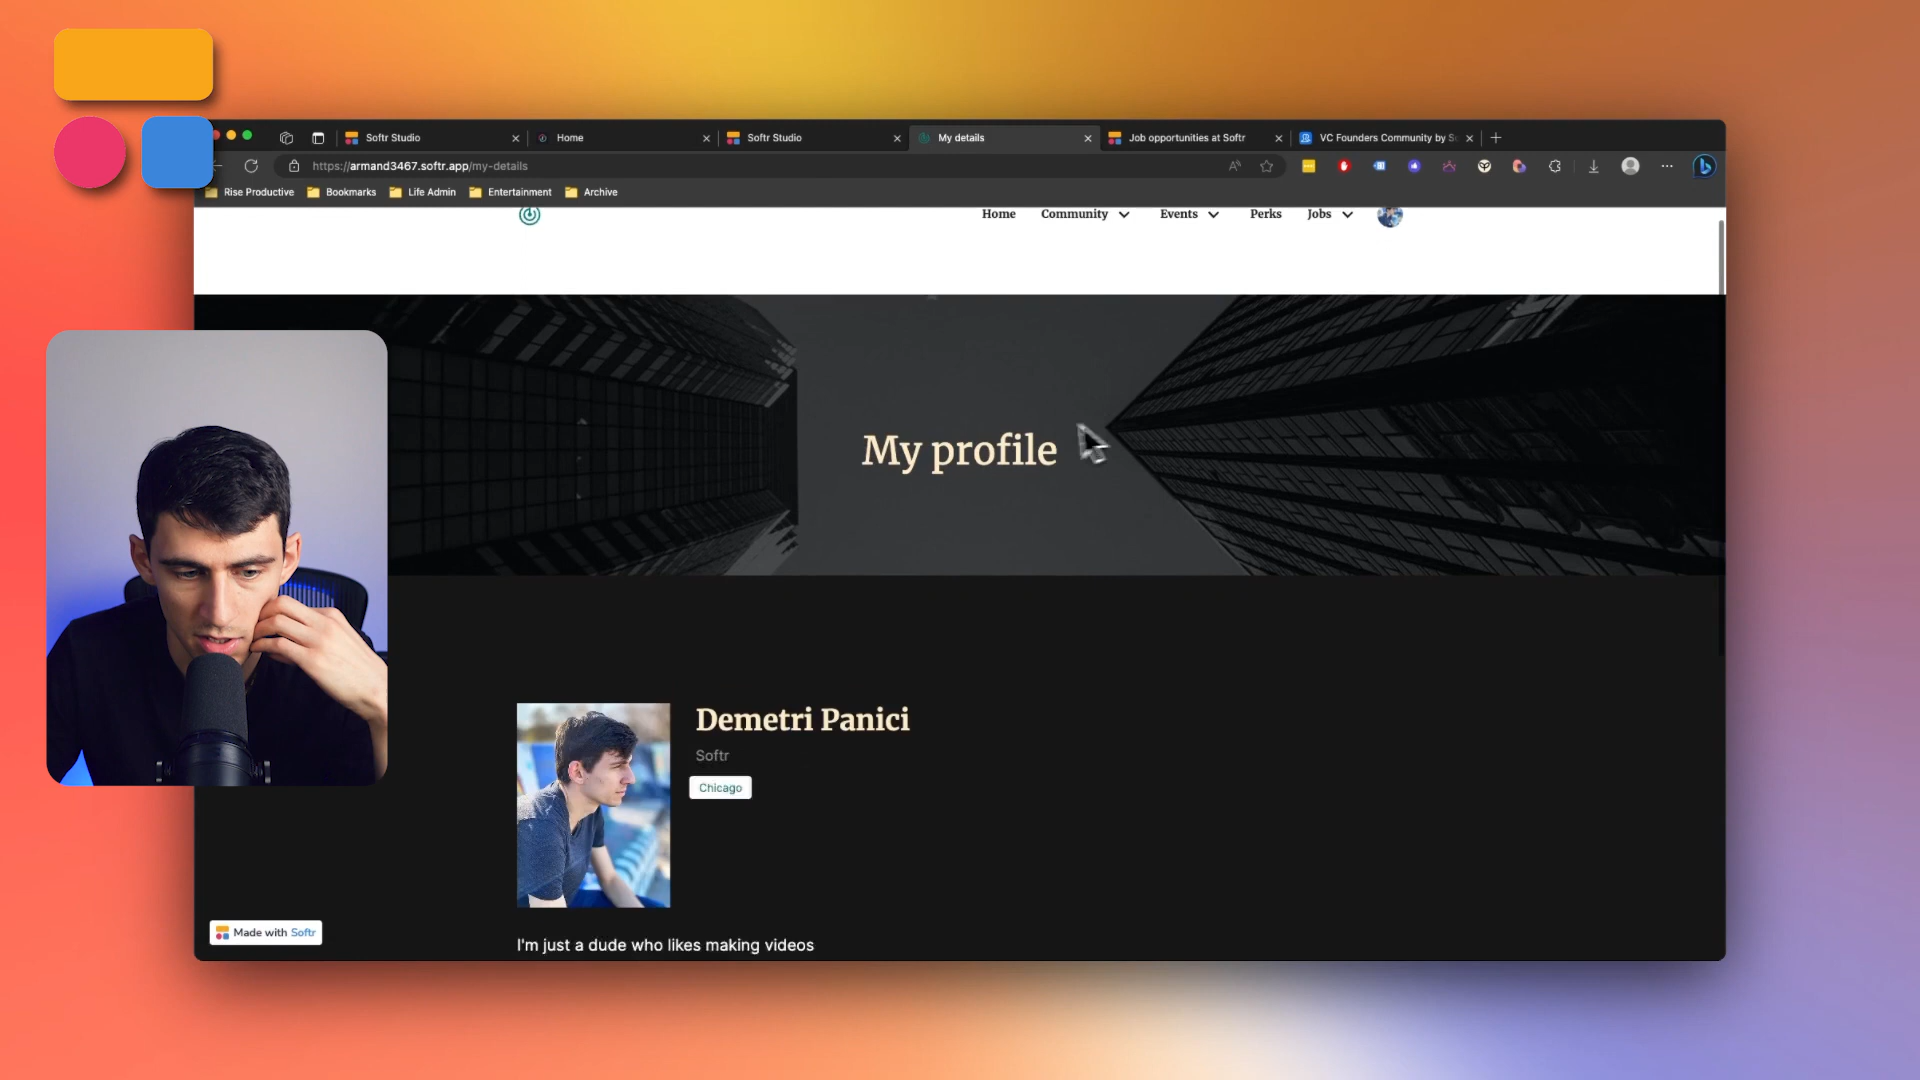 Softr Studio
Home
Softr Studio
My details
Job opportunities at Softr
VC Founders Community by S
https://armand3467.softr.app/my-details
Rise Productive
Bookmarks
Life Admin
Entertainment
Archive
Home
Community
Events
Perks
Jobs
My profile
Demetri Panici
Softr
Chicago
Made with Softr
I'm just a dude who likes making videos